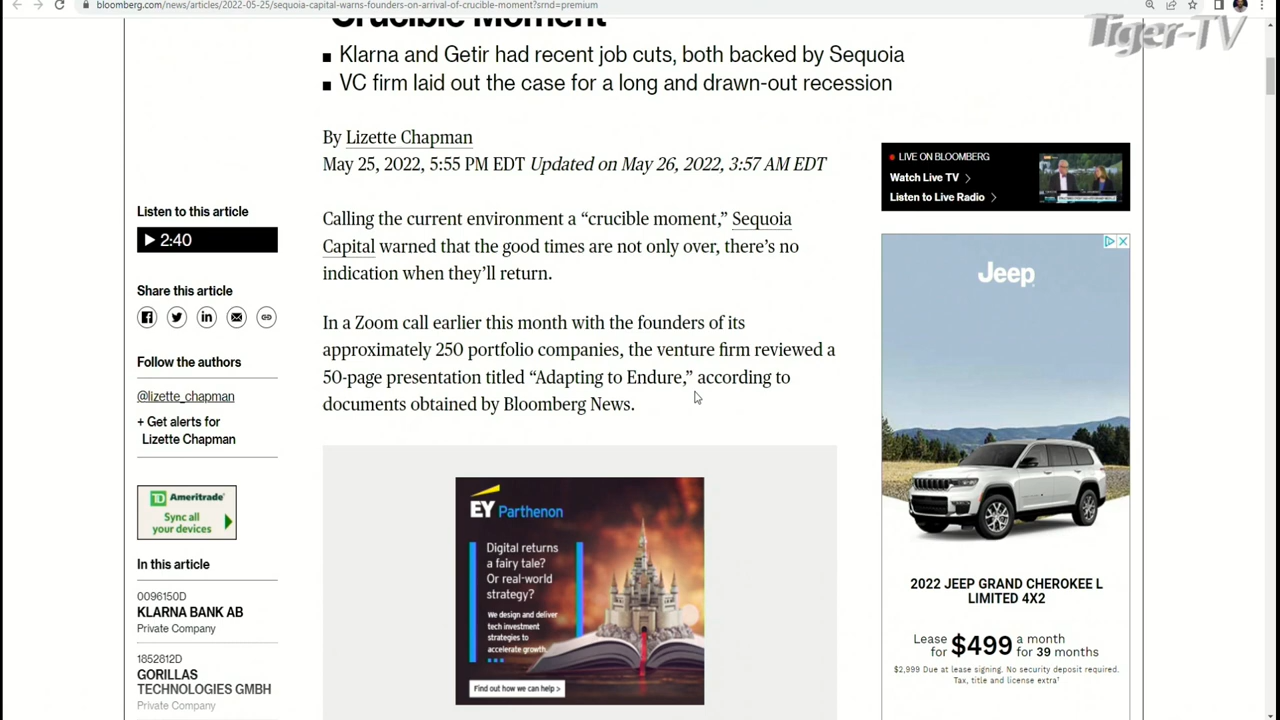 bloomberg.com/news/articles/2022-05-25/sequoia-capital-warns-founders-on-arrival-of-crucible-moment?srnd=premium
Tiger-TV
'Crucible Moment'
Klarna and Getir had recent job cuts, both backed by Sequoia
VC firm laid out the case for a long and drawn-out recession
By Lizette Chapman
May 25, 2022, 5:55 PM EDT Updated on May 26, 2022, 3:57 AM EDT
Listen to this article
2:40
Share this article
Follow the authors
@lizette_chapman
+ Get alerts for
Lizette Chapman
TD Ameritrade
Sync all
your devices
In this article
0096150D
KLARNA BANK AB
Private Company
1852812D
GORILLAS
TECHNOLOGIES GMBH
Private Company
Calling the current environment a “crucible moment,” Sequoia
Capital warned that the good times are not only over, there’s no
indication when they’ll return.
In a Zoom call earlier this month with the founders of its
approximately 250 portfolio companies, the venture firm reviewed a
50-page presentation titled “Adapting to Endure,” according to
documents obtained by Bloomberg News.
EY Parthenon
Digital returns
a fairy tale?
Or real-world
strategy?
We design and deliver
tech investment
strategies to
accelerate growth.
Find out how we can help >
LIVE ON BLOOMBERG
Watch Live TV >
Listen to Live Radio >
Jeep
2022 JEEP GRAND CHEROKEE L
LIMITED 4X2
Lease for $499 a month for 39 months
$2,999 Due at lease signing. No security deposit required.
Tax, title and license extra†